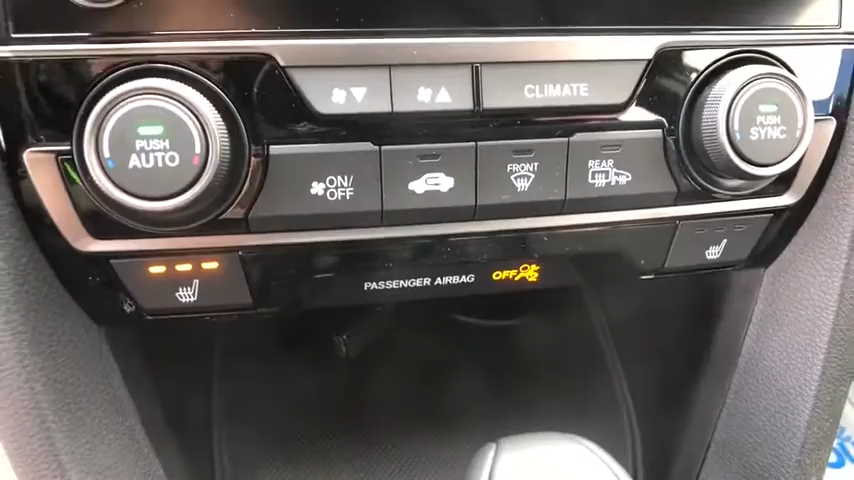 CLIMATE
PUSH
AUTO
ON/
OFF
FRONT
REAR
PUSH
SYNC
PASSENGER AIRBAG OFF